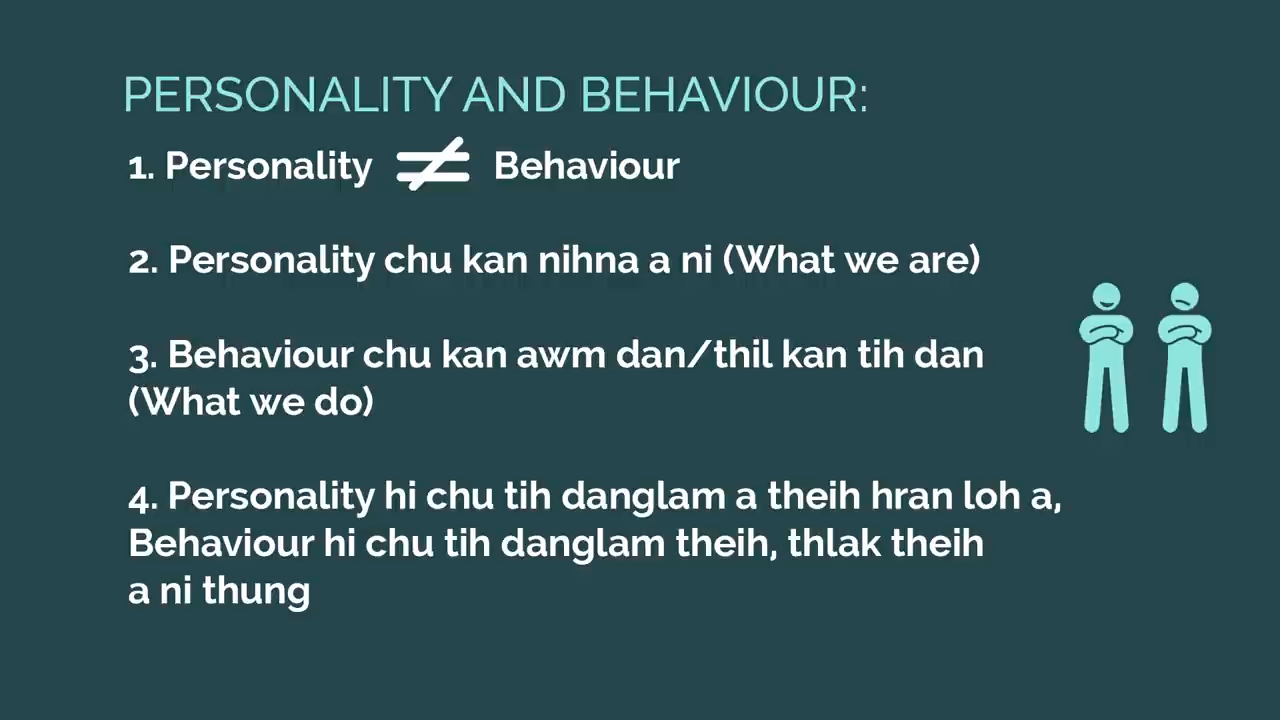 PERSONALITY AND BEHAVIOUR:
1. Personality ≠ Behaviour
2. Personality chu kan nihna a ni (What we are)
3. Behaviour chu kan awm dan/thil kan tih dan
(What we do)
4. Personality hi chu tih danglam a theih hran loh a,
Behaviour hi chu tih danglam theih, thlak theih
a ni thung